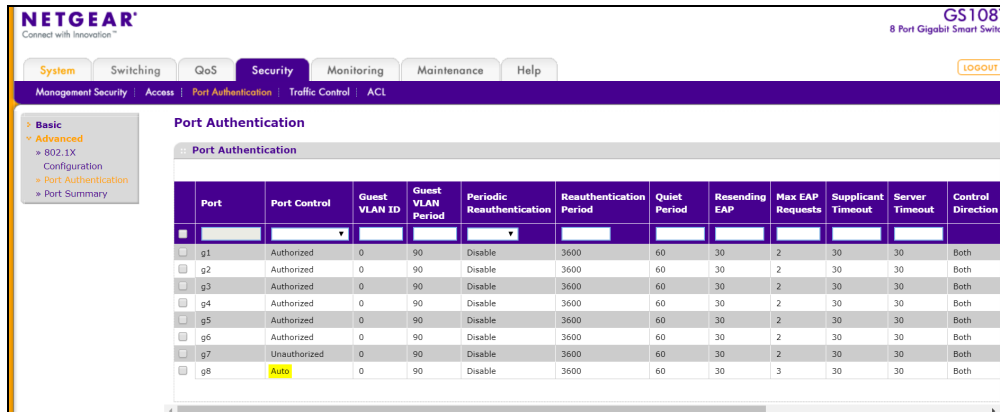 NETGEAR®
Connect with Innovation™
GS108T
8 Port Gigabit Smart Switc
System Switching QoS Security Monitoring Maintenance Help LOGOUT
Management Security Access Port Authentication Traffic Control ACL
Basic
Advanced
» 802.1X
Configuration
» Port Authentication
» Port Summary
Port Authentication
Port Authentication
Port Port Control Guest VLAN ID Guest VLAN Period Periodic Reauthentication Reauthentication Period Quiet Period Resending EAP Max EAP Requests Supplicant Timeout Server Timeout Control Direction
g1 Authorized 0 90 Disable 3600 60 30 2 30 30 Both
g2 Authorized 0 90 Disable 3600 60 30 2 30 30 Both
g3 Authorized 0 90 Disable 3600 60 30 2 30 30 Both
g4 Authorized 0 90 Disable 3600 60 30 2 30 30 Both
g5 Authorized 0 90 Disable 3600 60 30 2 30 30 Both
g6 Authorized 0 90 Disable 3600 60 30 2 30 30 Both
g7 Unauthorized 0 90 Disable 3600 60 30 2 30 30 Both
g8 Auto 0 90 Disable 3600 60 30 3 30 30 Both